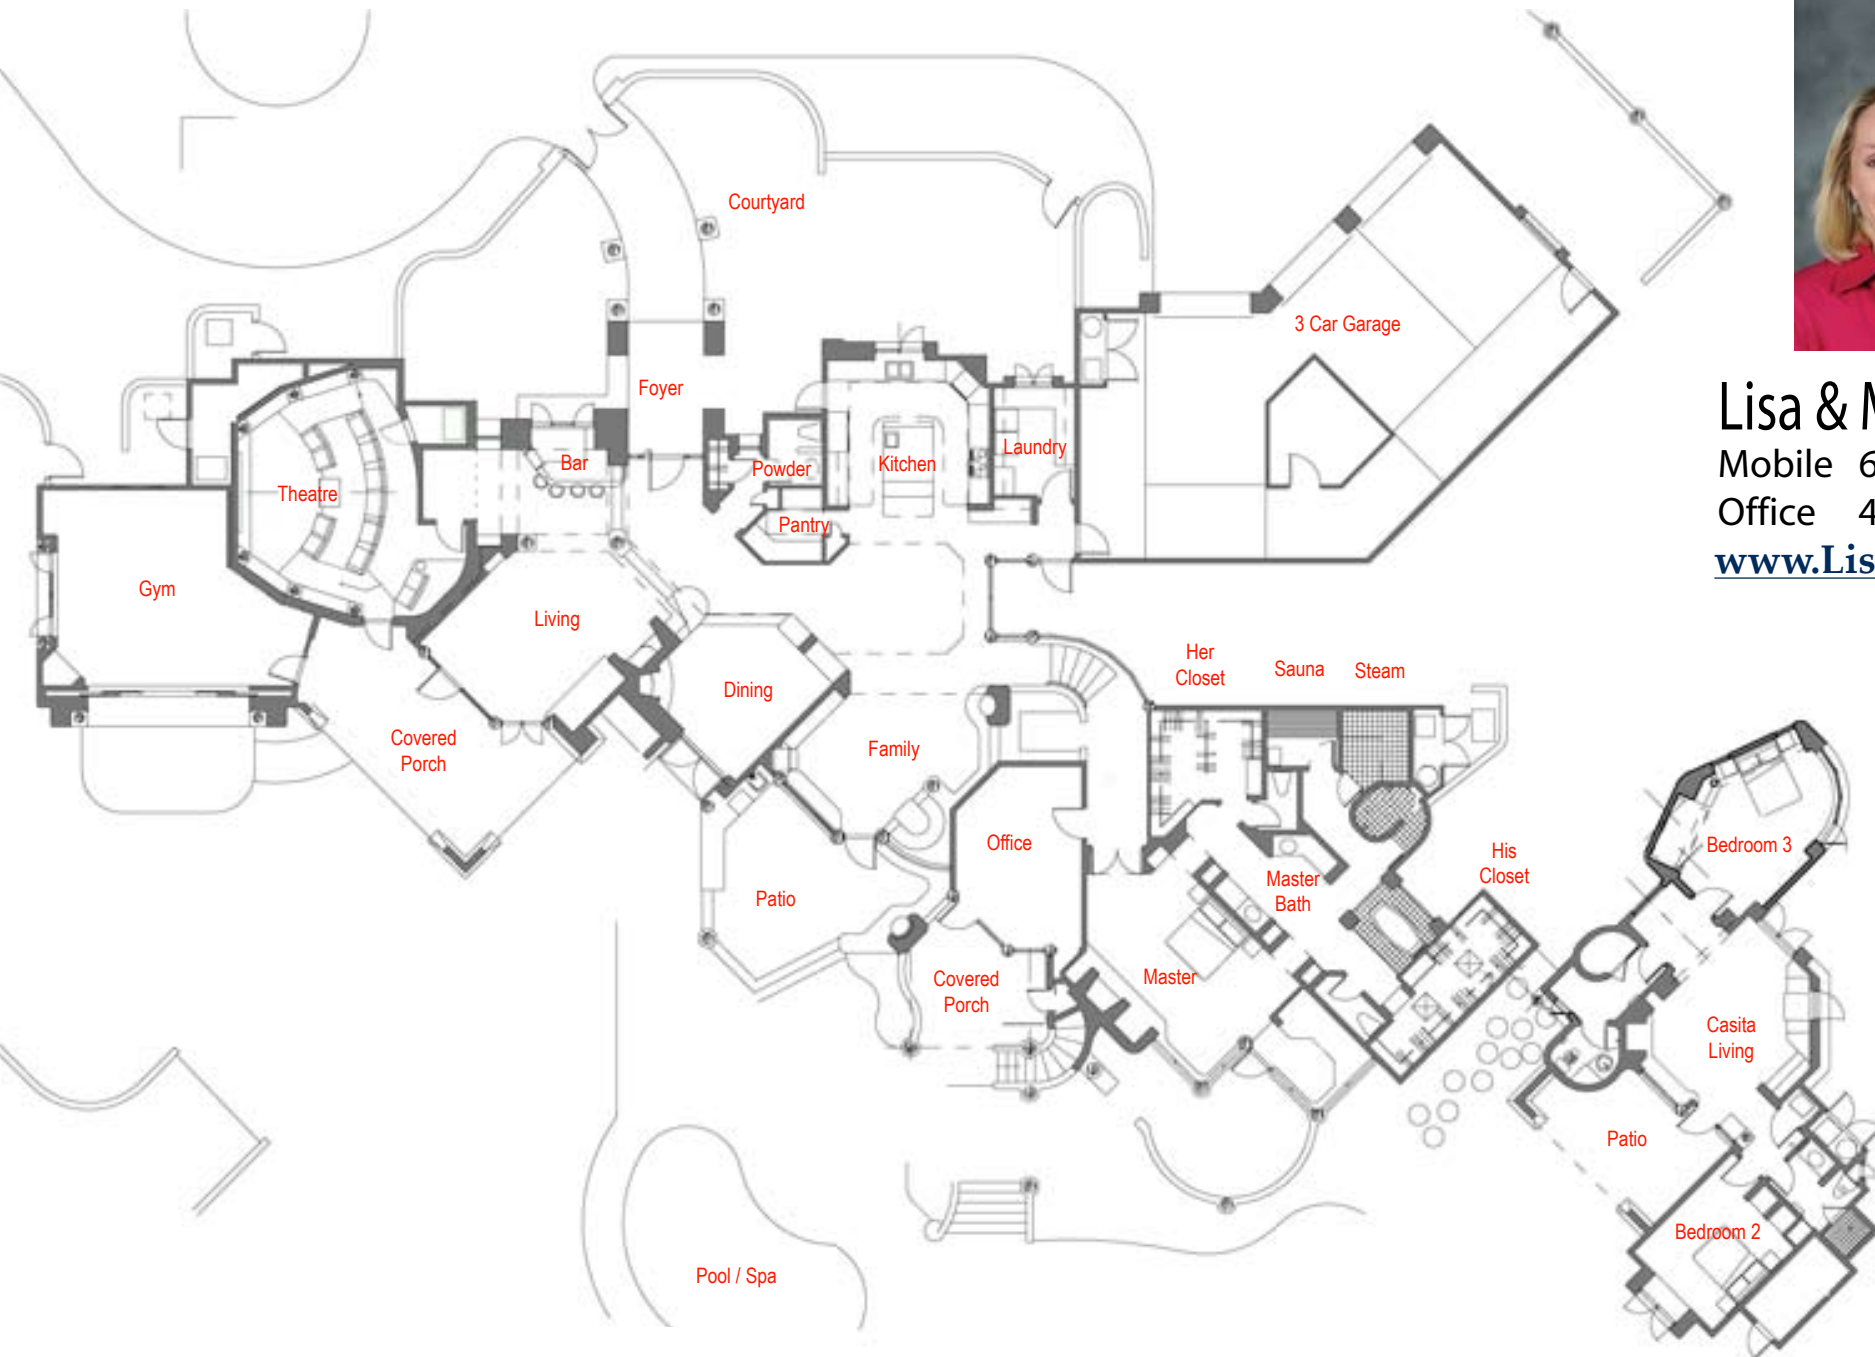 Courtyard
3 Car Garage
Foyer
Lisa & M
Mobile 6
Office 4
www.Lis
Bar
Powder
Kitchen
Laundry
Theatre
Pantry
Gym
Living
Her
Closet
Sauna
Steam
Dining
Covered
Porch
Family
Office
Bedroom 3
His
Closet
Master
Bath
Patio
Covered
Porch
Master
Casita
Living
Patio
Bedroom 2
Pool / Spa